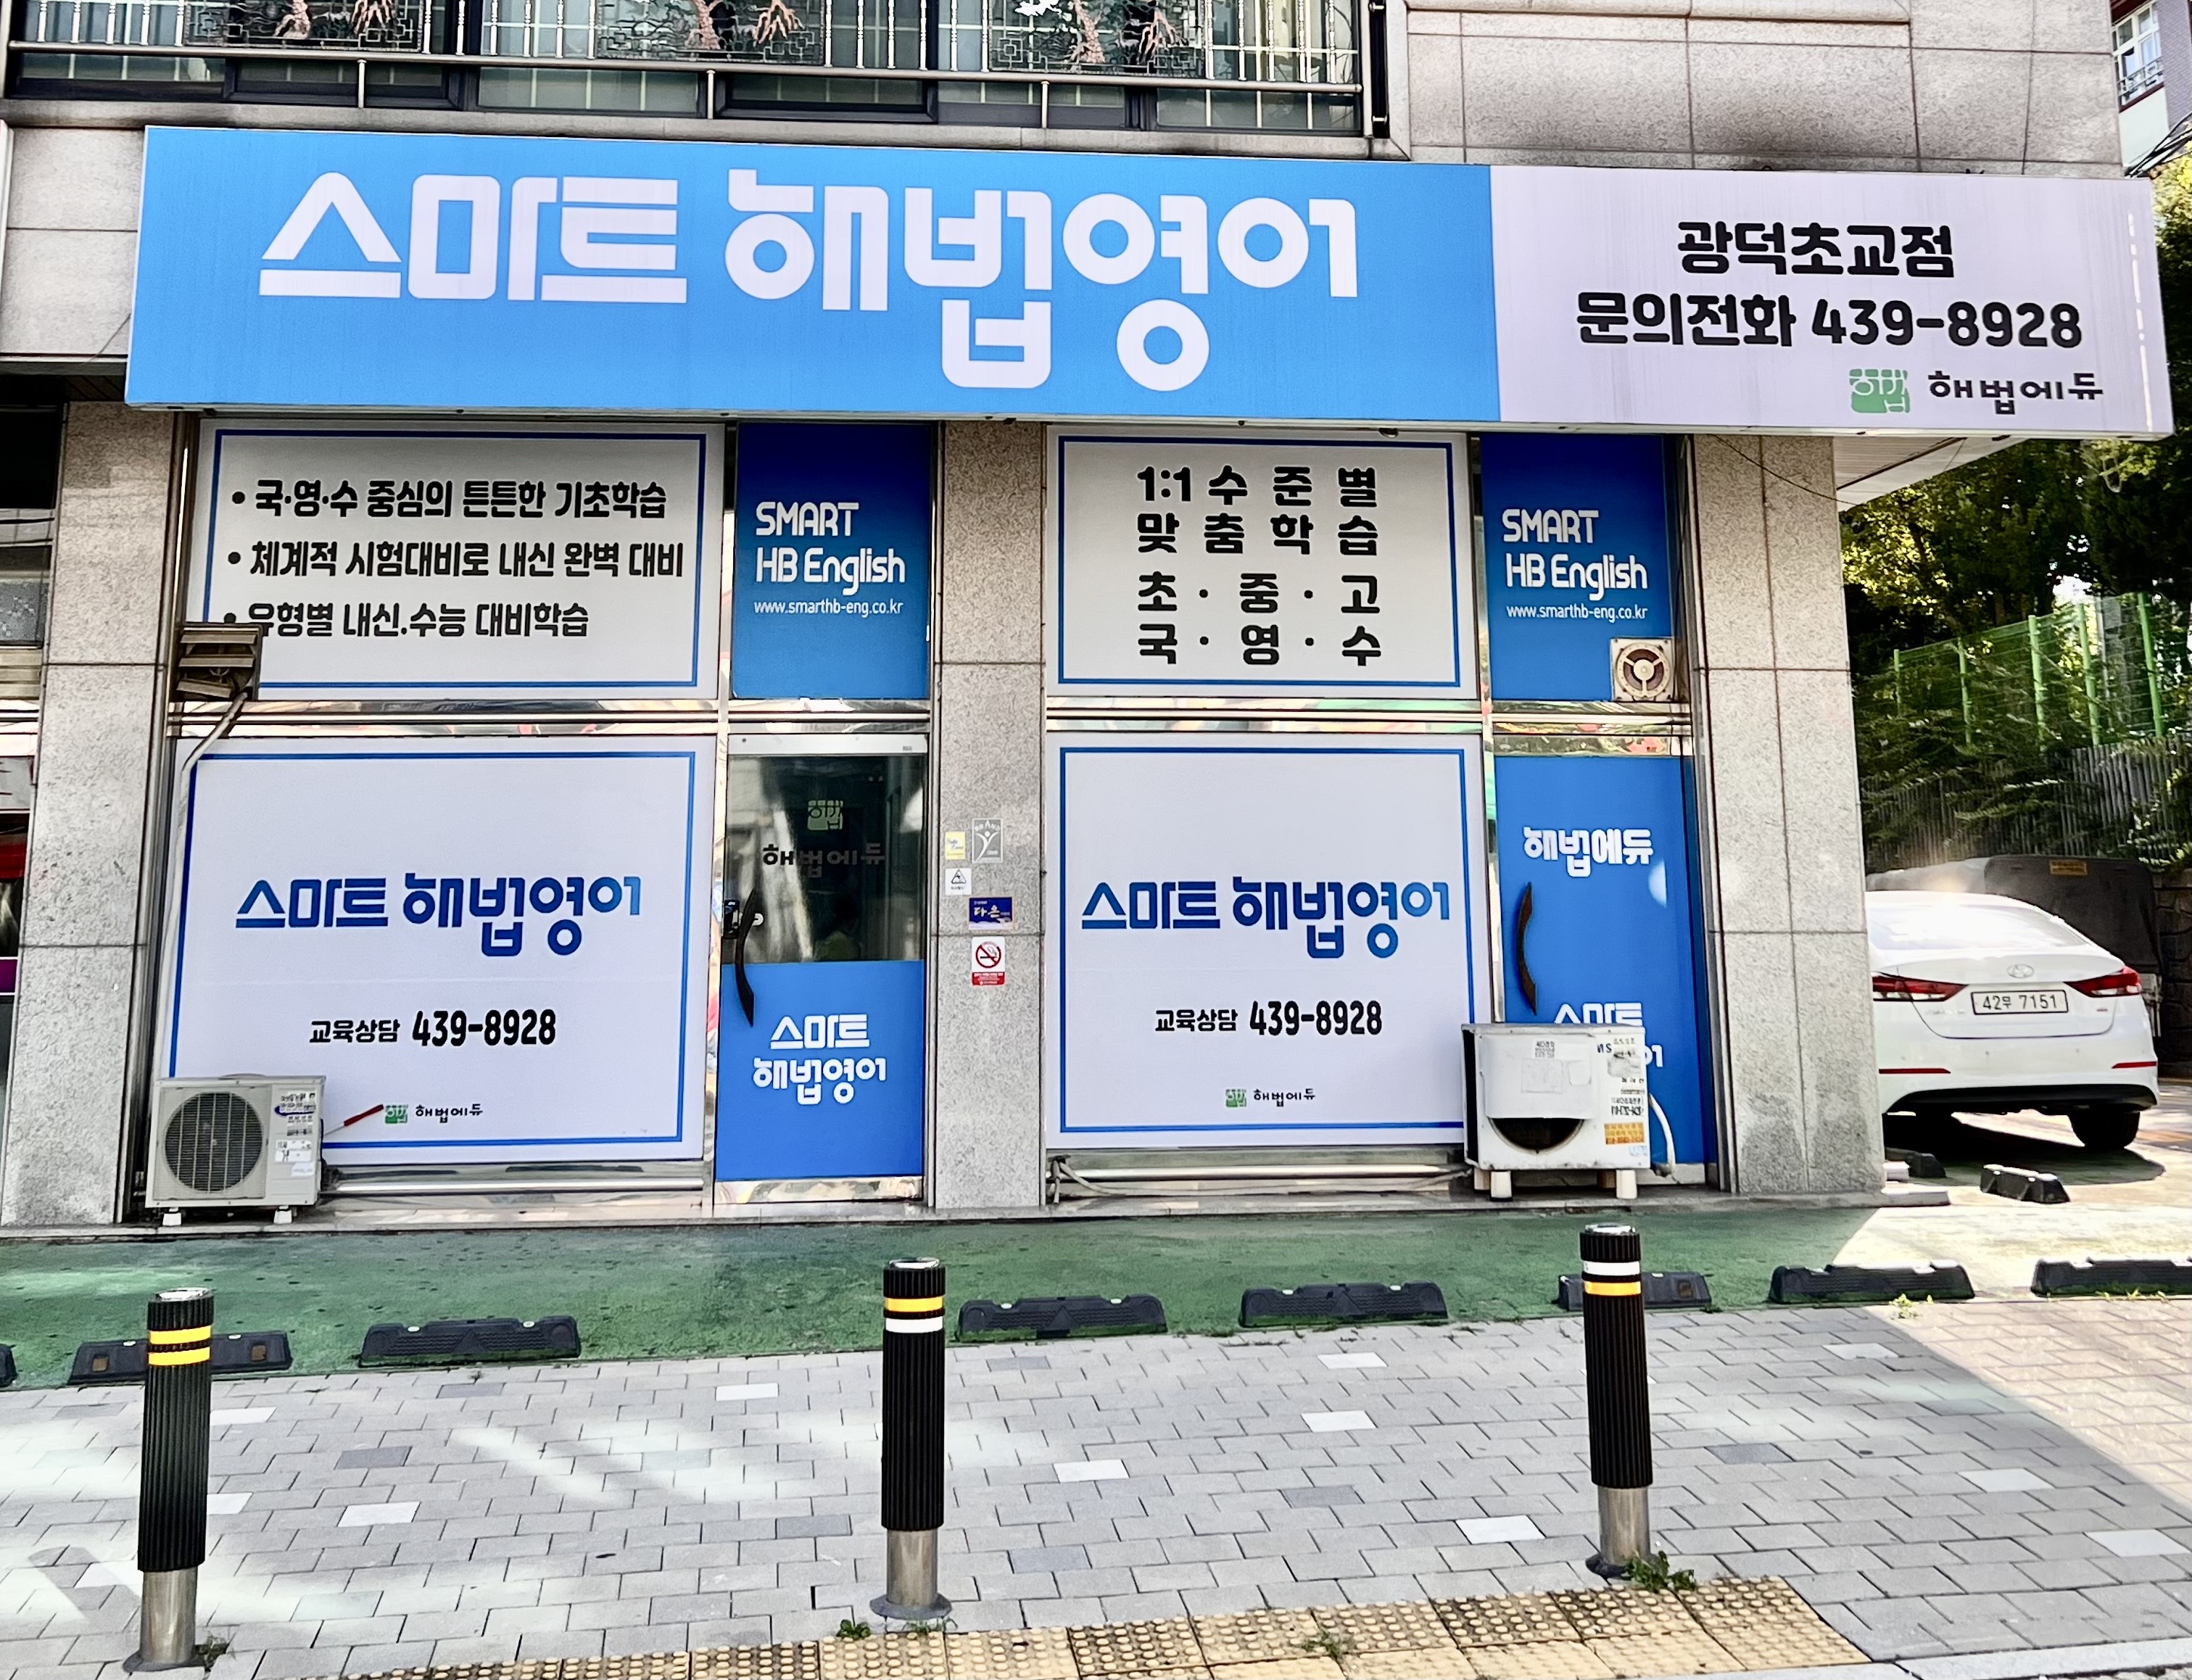 스마트 해법영어
광덕초교점
문의전화 439-8928
해법에듀
• 국·영·수 중심의 튼튼한 기초학습
• 체계적 시험대비로 내신 완벽 대비
• 유형별 내신.수능 대비학습
SMART
HB English
www.smarthb-eng.co.kr
1:1 수 준 별
맞 춤 학 습
초 · 중 · 고
국 · 영 · 수
SMART
HB English
www.smarthb-eng.co.kr
스마트 해법영어
교육상담 439-8928
해법에듀
해법
해법에듀
스마트
해법영어
다온
스마트 해법영어
교육상담 439-8928
해법에듀
해법에듀
스마트
42무 7151